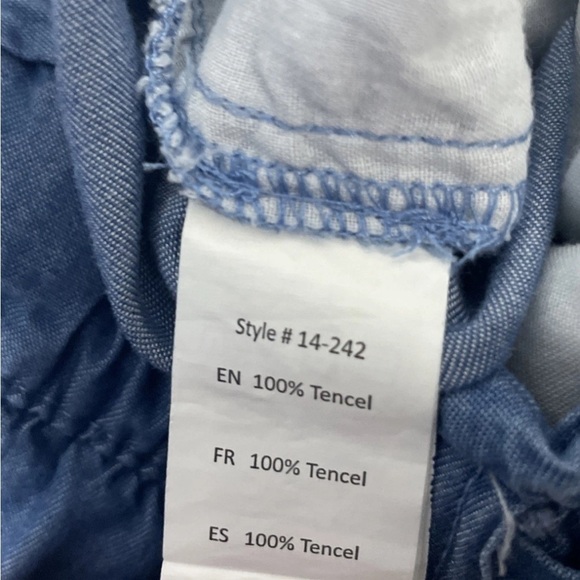 Style # 14-242
EN 100% Tencel
FR 100% Tencel
ES 100% Tencel